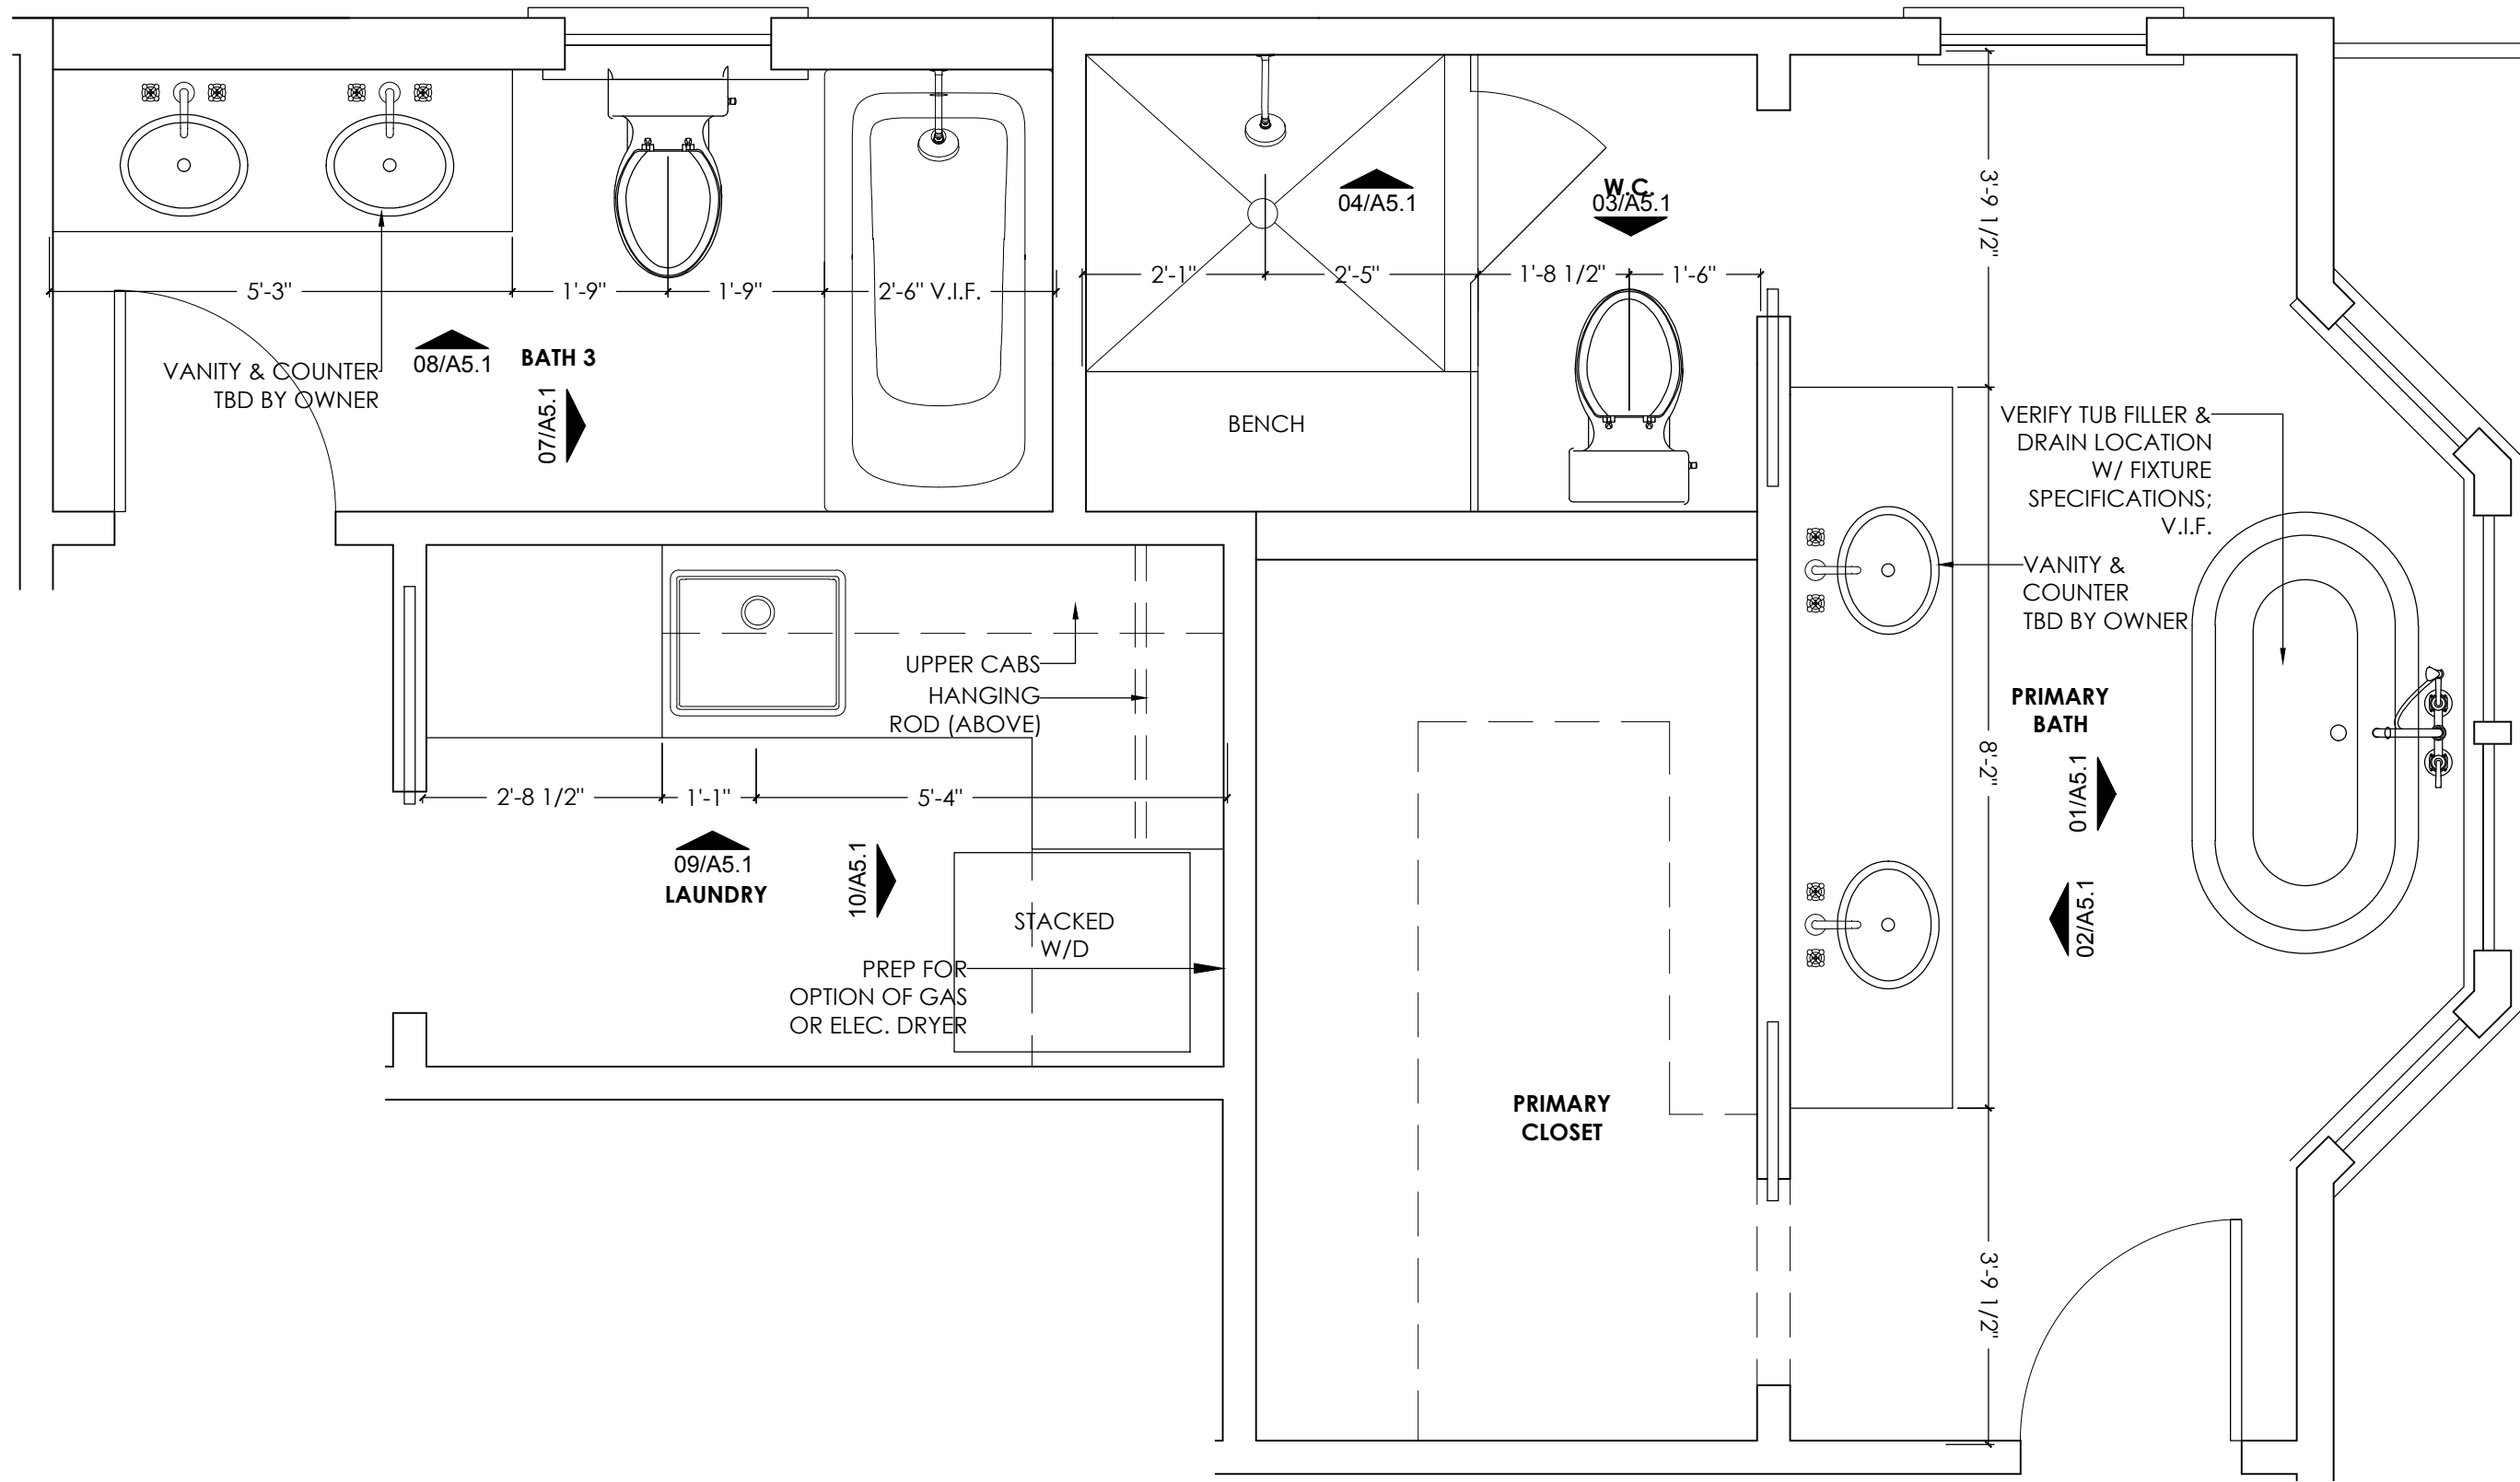 3'-9 1/2"
W.C.
04/A5.1
03/A5.1
5'-3"
1'-9"
1'-9"
2'-6" V.I.F.
2'-1"
2'-5"
1'-8 1/2"
1'-6"
08/A5.1
BATH 3
VANITY & COUNTER
TBD BY OWNER
07/A5.1
BENCH
VERIFY TUB FILLER &
DRAIN LOCATION
W/ FIXTURE
SPECIFICATIONS;
V.I.F.
VANITY &
COUNTER
TBD BY OWNER
UPPER CABS
HANGING
ROD (ABOVE)
PRIMARY
BATH
8'-2"
01/A5.1
2'-8 1/2"
1'-1"
5'-4"
09/A5.1
LAUNDRY
10/A5.1
02/A5.1
STACKED
W/D
PREP FOR
OPTION OF GAS
OR ELEC. DRYER
PRIMARY
CLOSET
3'-9 1/2"